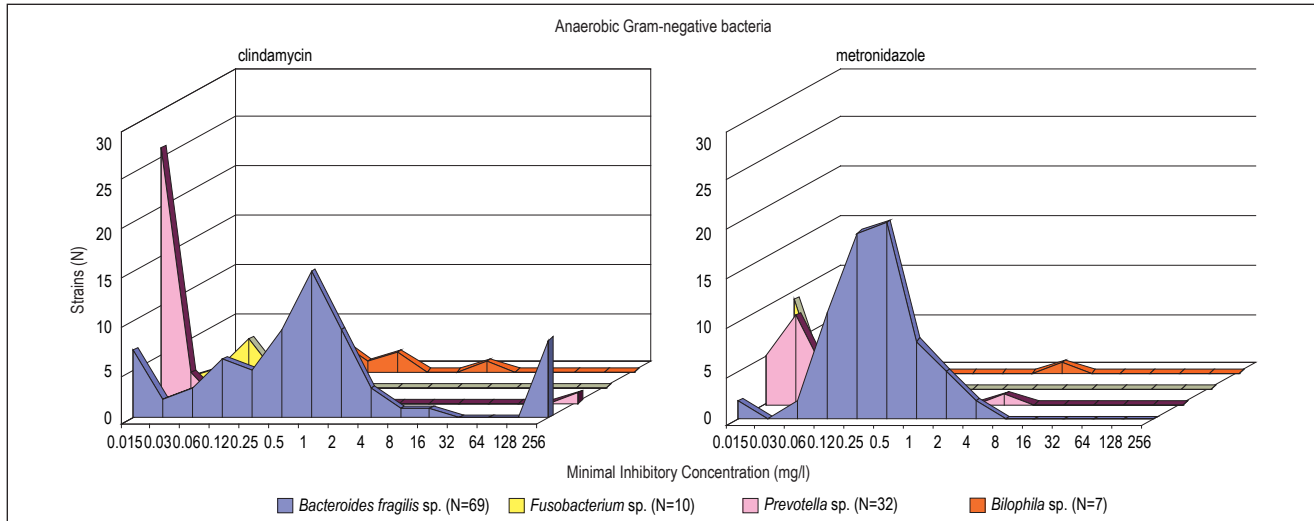 Anaerobic Gram-negative bacteria
clindamycin
metronidazole
30
25
20
15
10
5
0
Strains (N)
0.015 0.03 0.06 0.12 0.25 0.5 1 2 4 8 16 32 64 128 256
30
25
20
15
10
5
0
0.015 0.03 0.06 0.12 0.25 0.5 1 2 4 8 16 32 64 128 256
Minimal Inhibitory Concentration (mg/l)
Bacteroides fragilis sp. (N=69) Fusobacterium sp. (N=10) Prevotella sp. (N=32) Bilophila sp. (N=7)